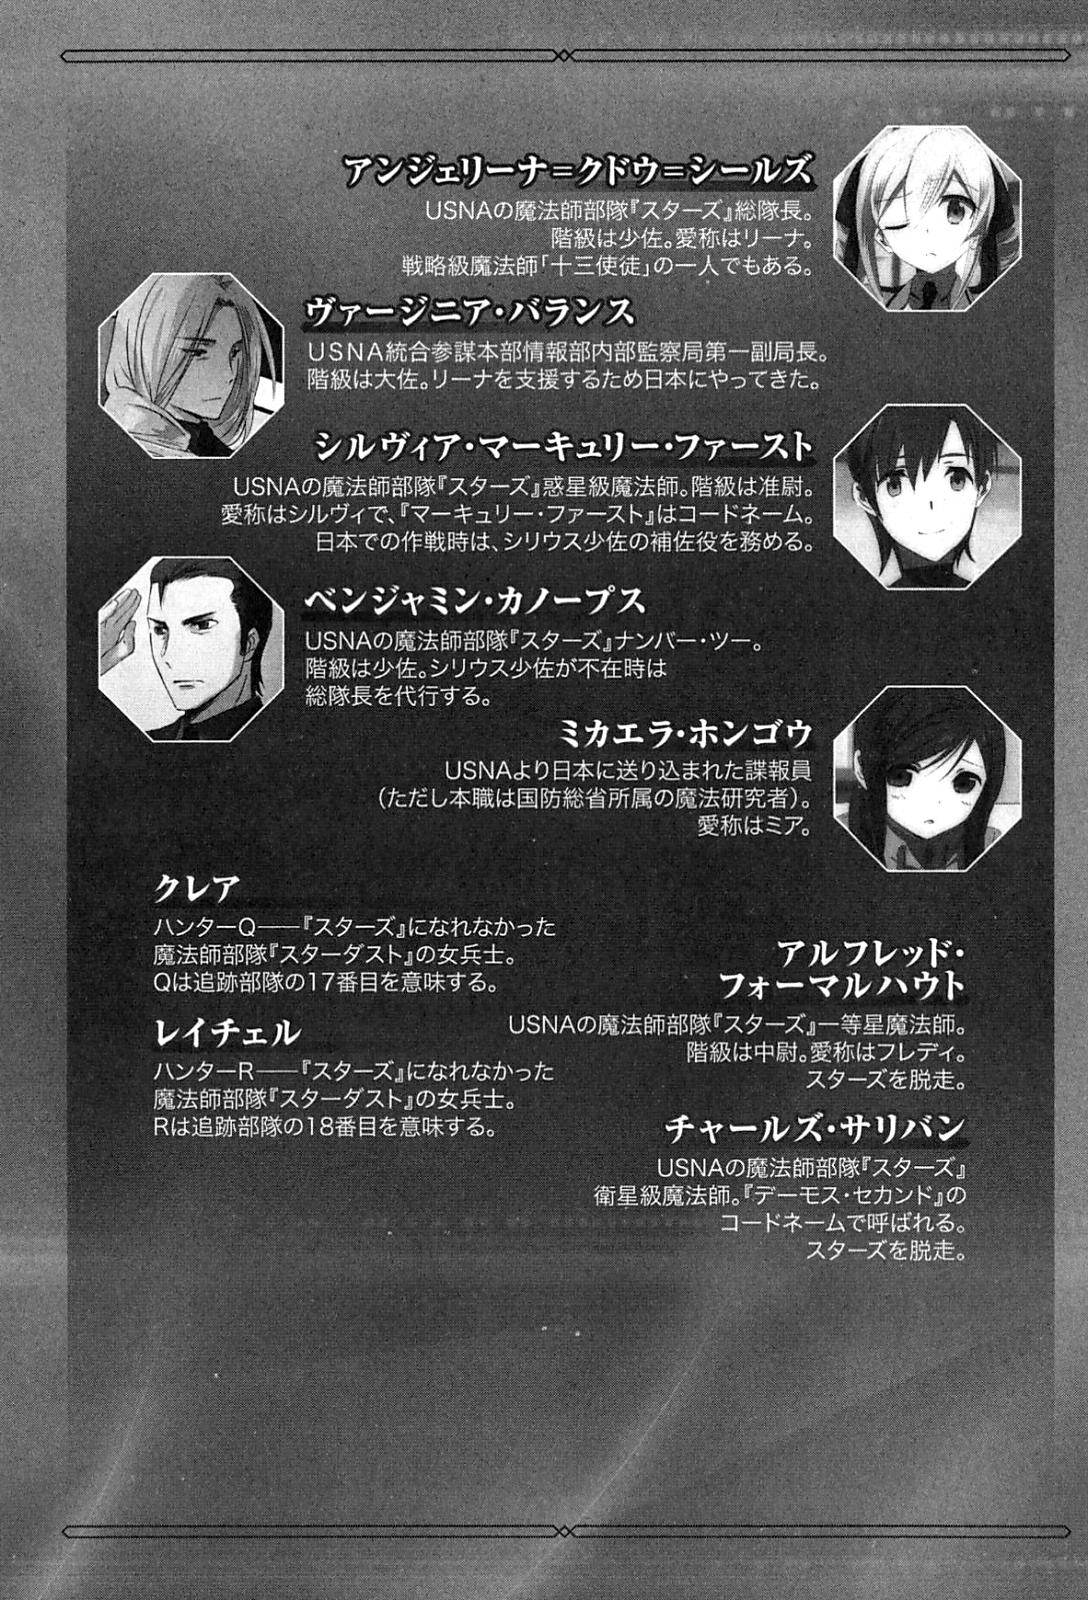 アンジェリーナ=クドウ=シールズ
USNAの魔法師部隊『スターズ』総隊長。
階級は少佐。愛称はリーナ。
戦略級魔法師「十三使徒」の一人でもある。
ヴァージニア・バランス
USNA統合参謀本部情報部内部監察局第一副局長。
階級は大佐。リーナを支援するため日本にやってきた。
シルヴィア・マーキュリー・ファースト
USNAの魔法師部隊『スターズ』惑星級魔法師。階級は准尉。
愛称はシルヴィで、『マーキュリー・ファースト』はコードネーム。
日本での作戦時は、シリウス少佐の補佐役を務める。
ベンジャミン・カノープス
USNAの魔法師部隊『スターズ』ナンバー・ツー。
階級は少佐。シリウス少佐が不在時は
総隊長を代行する。
ミカエラ・ホンゴウ
USNAより日本に送り込まれた諜報員
（ただし本職は国防総省所属の魔法研究者）。
愛称はミア。
クレア
ハンターQ――『スターズ』になれなかった
魔法師部隊『スターダスト』の女兵士。
Qは追跡部隊の17番目を意味する。
レイチェル
ハンターR――『スターズ』になれなかった
魔法師部隊『スターダスト』の女兵士。
Rは追跡部隊の18番目を意味する。
アルフレッド・
フォーマルハウト
USNAの魔法師部隊『スターズ』一等星魔法師。
階級は中尉。愛称はフレディ。
スターズを脱走。
チャールズ・サリバン
USNAの魔法師部隊『スターズ』
衛星級魔法師。『デーモス・セカンド』の
コードネームで呼ばれる。
スターズを脱走。